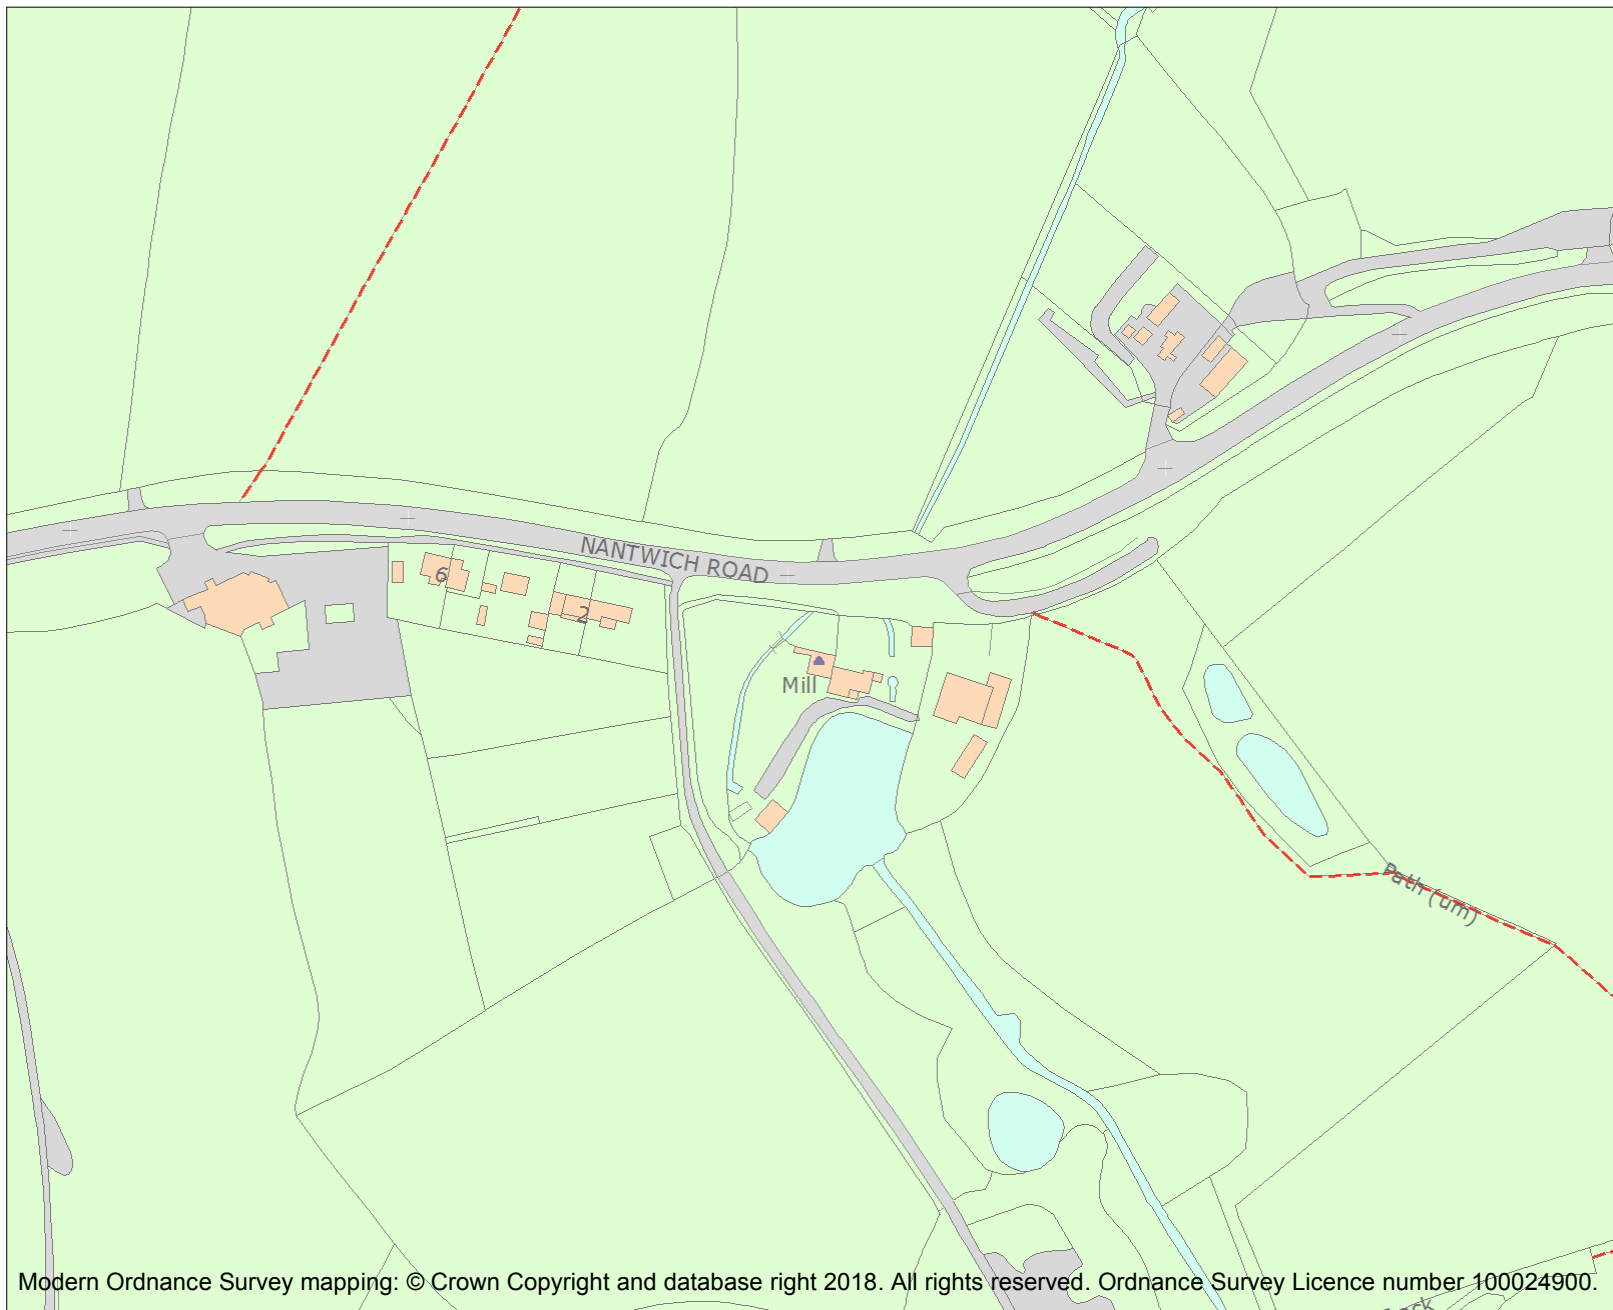 NANTWICH ROAD
6
2
Mill
Path (um)
Modern Ordnance Survey mapping: © Crown Copyright and database right 2018. All rights reserved. Ordnance Survey Licence number 100024900.